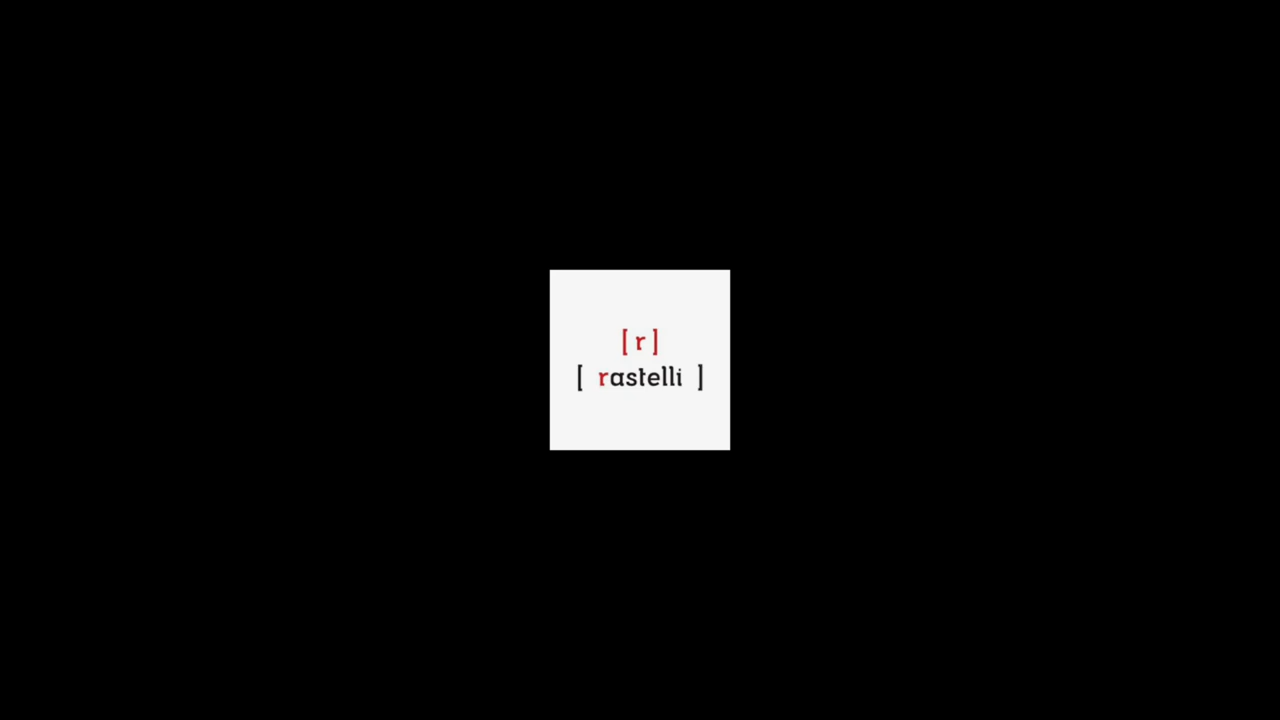 [ r ]
[ rastelli ]